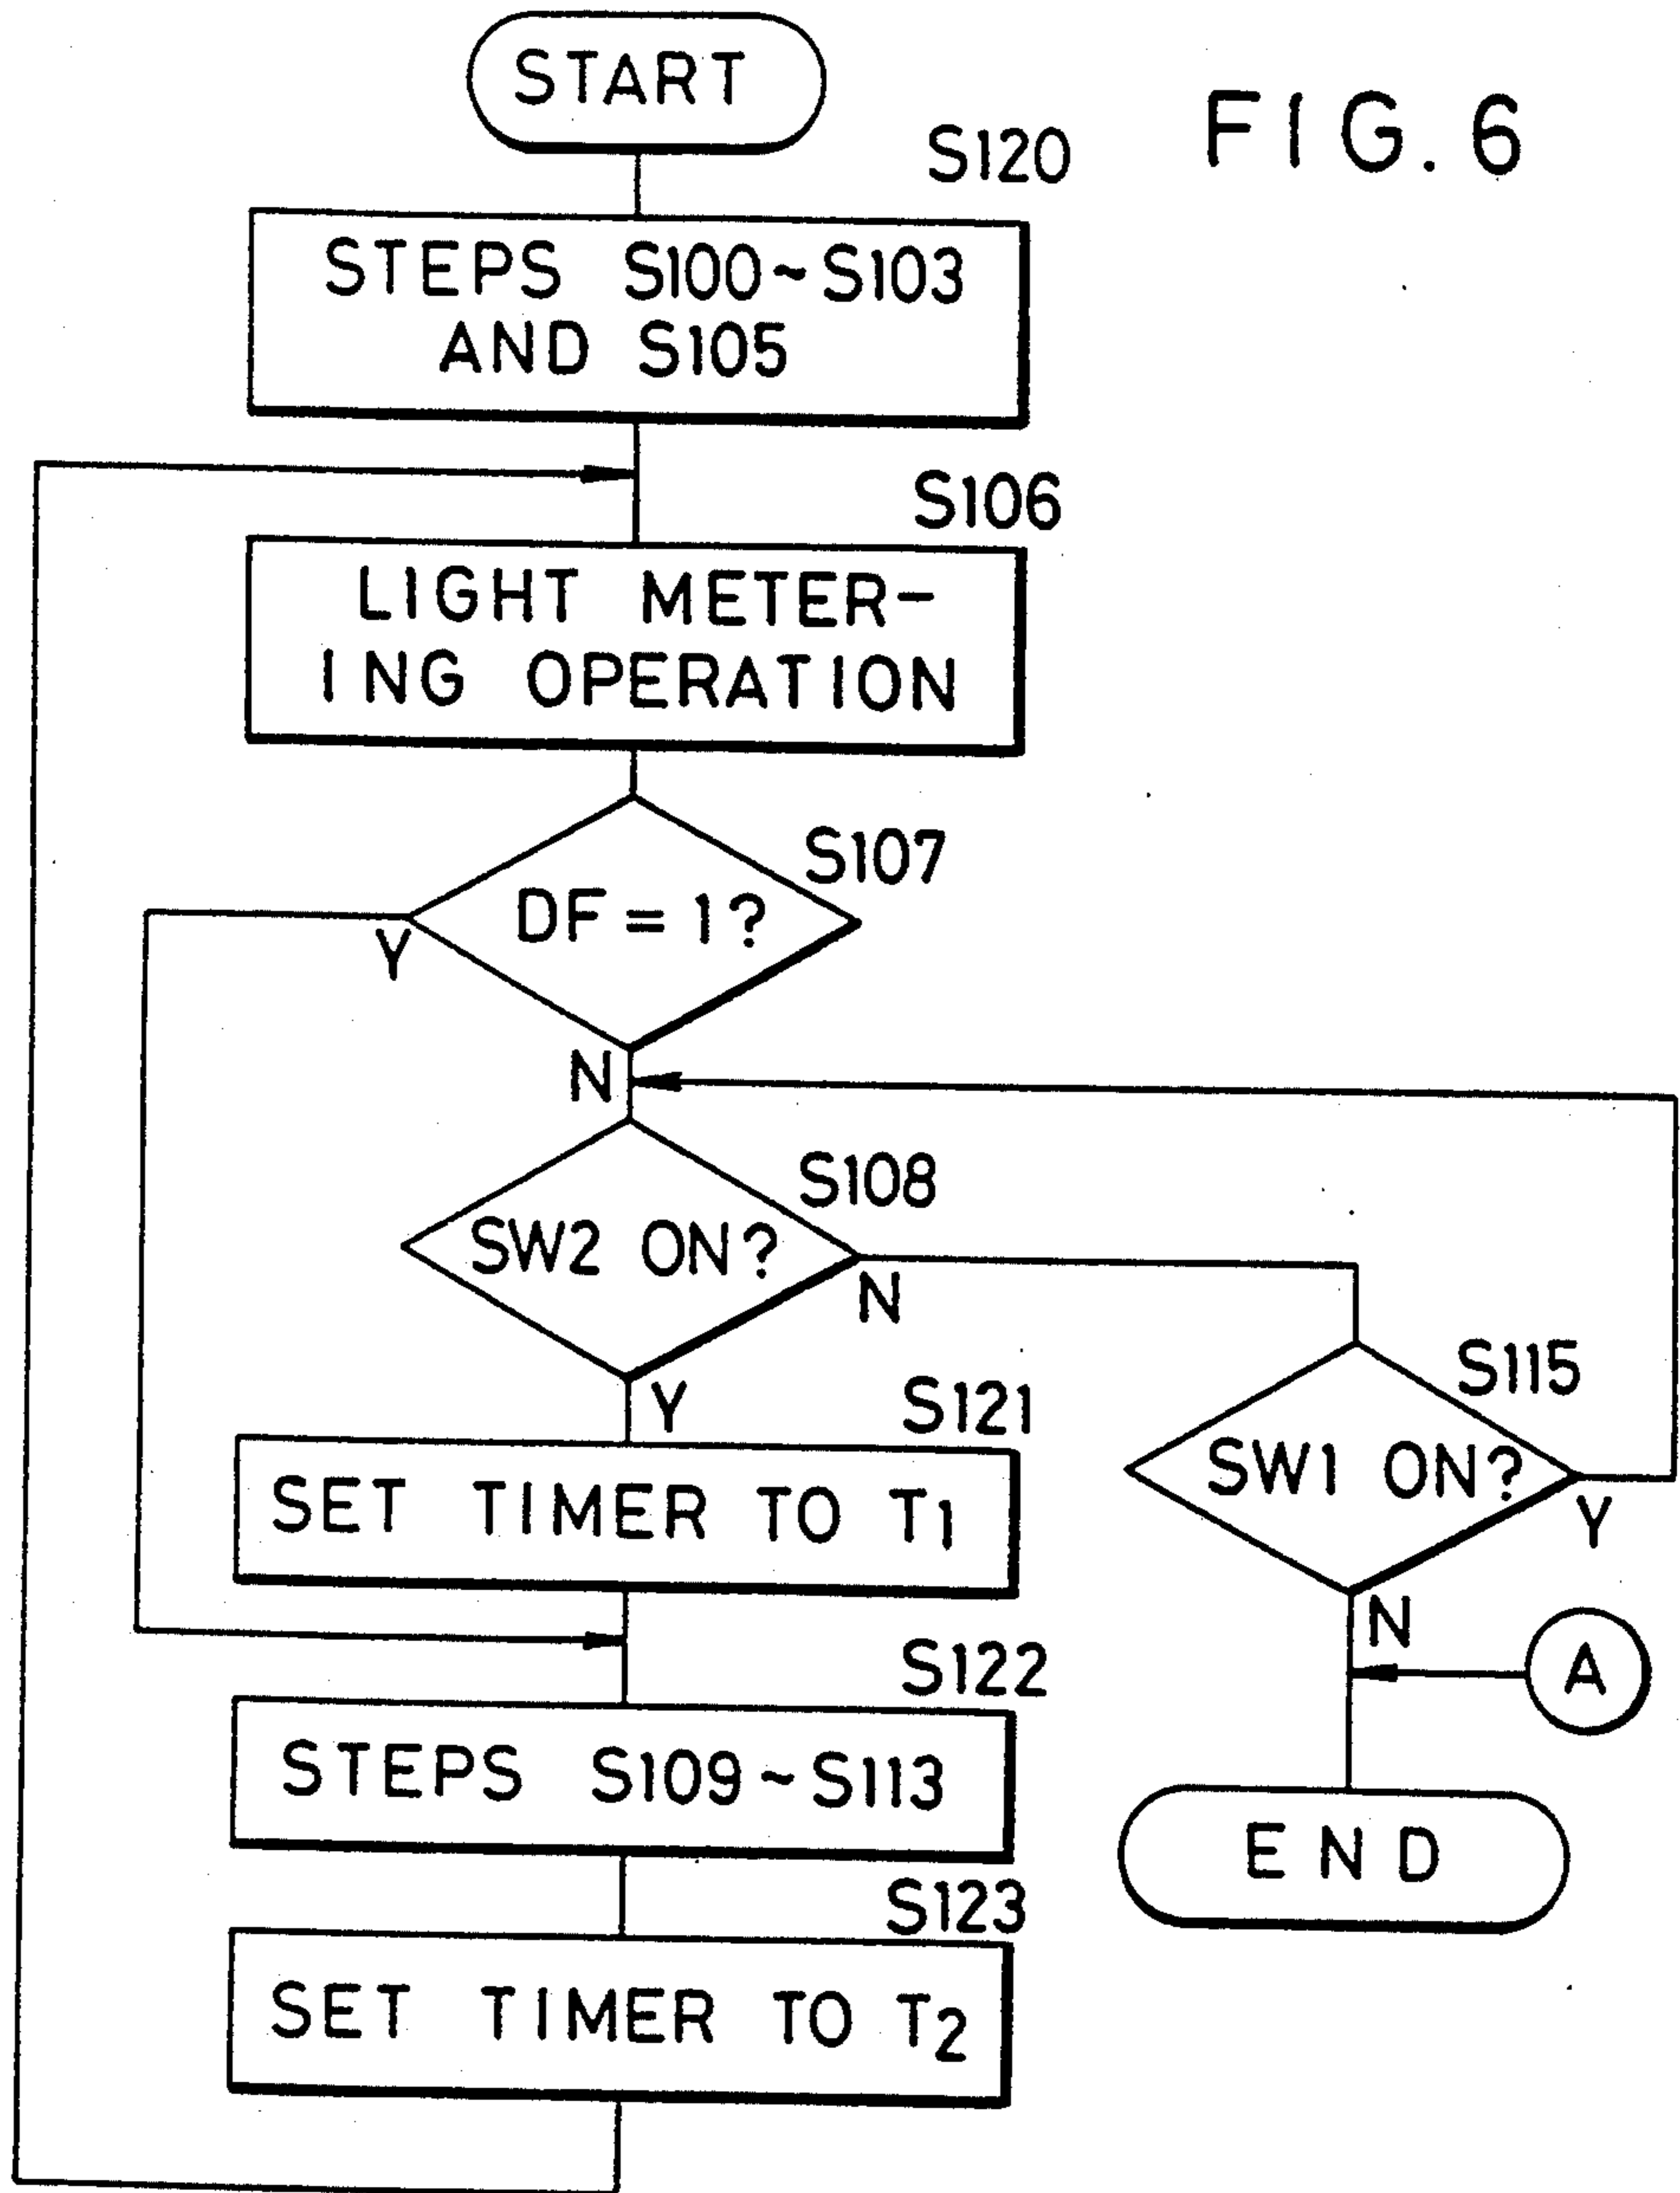 START
FIG. 6
S120
STEPS S100~S103
AND S105
S106
LIGHT METER-
ING OPERATION
S107
DF=1?
Y
N
S108
SW2 ON?
N
Y
S121
SET TIMER TO T1
S115
SW1 ON?
Y
N
A
S122
STEPS S109~S113
END
S123
SET TIMER TO T2